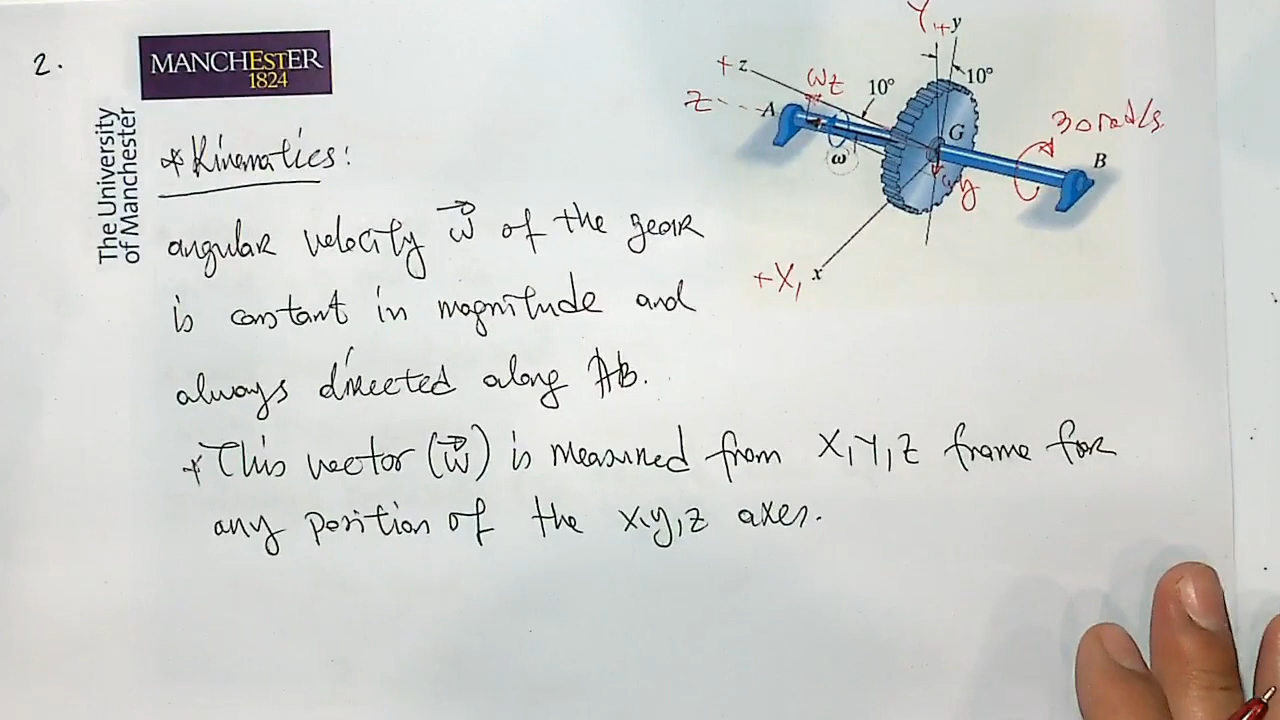 2.
MANCHESTER
1824
The University
of Manchester
* Kinematics:
angular velocity ω of the gear
is constant in magnitude and
always directed along AB.
* This vector (ω) is measured from X,Y,Z frame for
any position of the x,y,z axes.
Y
+y
10°
+z
ωz
10°
Z
A
ω
G
30 rad/s
B
ωy
+X,
x